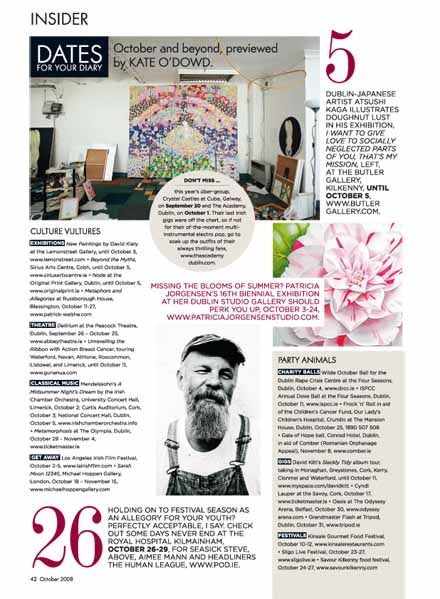 INSIDER
DATES
FOR YOUR DIARY
October and beyond, previewed
by KATE O'DOWD.
5
DUBLIN-JAPANESE
ARTIST ATSUSHI
KAGA ILLUSTRATES
DOUGHNUT LUST
IN HIS EXHIBITION,
I WANT TO GIVE
LOVE TO SOCIALLY
NEGLECTED PARTS
OF YOU, THAT'S MY
MISSION, LEFT,
AT THE BUTLER
GALLERY,
KILKENNY, UNTIL
OCTOBER 5,
WWW.BUTLER
GALLERY.COM.
DON'T MISS ...
this year's über-group,
Crystal Castles at Cuba, Galway,
on September 30 and The Academy,
Dublin, on October 1. Their last Irish
gigs were off the chart, so if not
for their of-the-moment multi-
instrumental electro pop, go to
soak up the outfits of their
always thrilling fans,
www.theacademy
dublin.com.
CULTURE VULTURES
EXHIBITIONS New Paintings by David Kiely
at the Lemonstreet Gallery, until October 3,
www.lemonstreet.com • Beyond the Myths,
Sirius Arts Centre, Cobh, until October 5,
www.siriusartscentre.ie • Node at the
Original Print Gallery, Dublin, until October 5,
www.originalprint.ie • Metaphors and
Allegories at Russborough House,
Blessington, October 11-27,
www.patrick-walshe.com
THEATRE Delirium at the Peacock Theatre,
Dublin, September 26 - October 25,
www.abbeytheatre.ie • Unravelling the
Ribbon with Action Breast Cancer, touring
Waterford, Navan, Athlone, Roscommon,
Listowel, and Limerick, until October 11,
www.gunanua.com
CLASSICAL MUSIC Mendelssohn's A
Midsummer Night's Dream by the Irish
Chamber Orchestra, University Concert Hall,
Limerick, October 2; Curtis Auditorium, Cork,
October 3; National Concert Hall, Dublin,
October 5, www.irishchamberorchestra.com
• Metamorphosis at The Olympia, Dublin,
October 29 - November 4,
www.ticketmaster.ie
GET AWAY Los Angeles Irish Film Festival,
October 2-5, www.lairishfilm.com • Sarah
Moon 12345, Michael Hoppen Gallery,
London, October 18 - November 15,
www.michaelhoppengallery.com
MISSING THE BLOOMS OF SUMMER? PATRICIA
JORGENSEN'S 16TH BIENNIAL EXHIBITION
AT HER DUBLIN STUDIO GALLERY SHOULD
PERK YOU UP, OCTOBER 3-24,
WWW.PATRICIAJORGENSENSTUDIO.COM.
PARTY ANIMALS
CHARITY BALLS Wilde October Ball for the
Dublin Rape Crisis Centre at the Four Seasons,
Dublin, October 4, www.drcc.ie • ISPCC
Annual Dove Ball at the Four Seasons, Dublin,
October 11, www.ispcc.ie • Frock 'n' Roll in aid
of the Children's Cancer Fund, Our Lady's
Children's Hospital, Crumlin at The Mansion
House, Dublin, October 25, 1890 507 508
• Gala of Hope ball, Conrad Hotel, Dublin,
in aid of Comber (Romanian Orphanage
Appeal), November 8, www.comber.ie
GIGS David Kitt's Sleckly Tidy album tour,
taking in Monaghan, Greystones, Cork, Kerry,
Clonmel and Waterford, until October 11,
www.myspace.com/davidkitt • Cyndi
Lauper at the Savoy, Cork, October 17,
www.ticketmaster.ie • Oasis at the Odyssey
Arena, Belfast, October 30, www.odyssey
arena.com • Grandmaster Flash at Tripod,
Dublin, October 31, www.tripod.ie
FESTIVALS Kinsale Gourmet Food Festival,
October 10-12, www.kinsalerestaurants.com
• Sligo Live Festival, October 23-27,
www.sligolive.ie • Savour Kilkenny food festival,
October 24-27, www.savourkilkenny.com
26
HOLDING ON TO FESTIVAL SEASON AS
AN ALLEGORY FOR YOUR YOUTH?
PERFECTLY ACCEPTABLE, I SAY. CHECK
OUT SOME DAYS NEVER END AT THE
ROYAL HOSPITAL KILMAINHAM,
OCTOBER 26-29, FOR SEASICK STEVE,
ABOVE, AIMEE MANN AND HEADLINERS
THE HUMAN LEAGUE, WWW.POD.IE.
42 October 2008